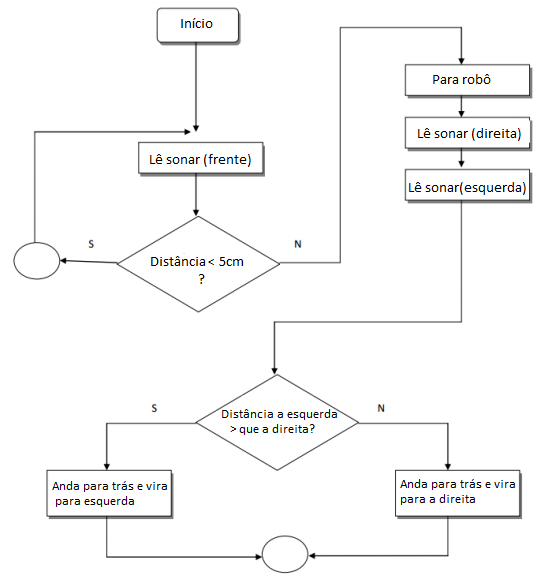 Início
Para robô
Lê sonar (direita)
Lê sonar (frente)
Lê sonar(esquerda)
S
N
Distância < 5cm
?
Distância a esquerda
> que a direita?
S
N
Anda para trás e vira
para esquerda
Anda para trás e vira
para a direita